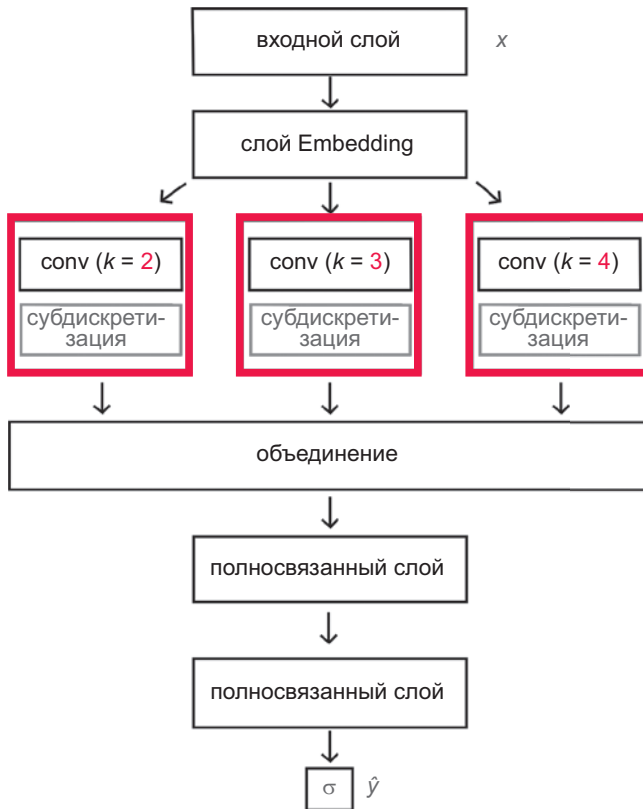 входной слой x
слой Embedding
conv (k = 2) conv (k = 3) conv (k = 4)
субдискрети- субдискрети- субдискрети-
зация зация зация
объединение
полносвязанный слой
полносвязанный слой
σ ŷ